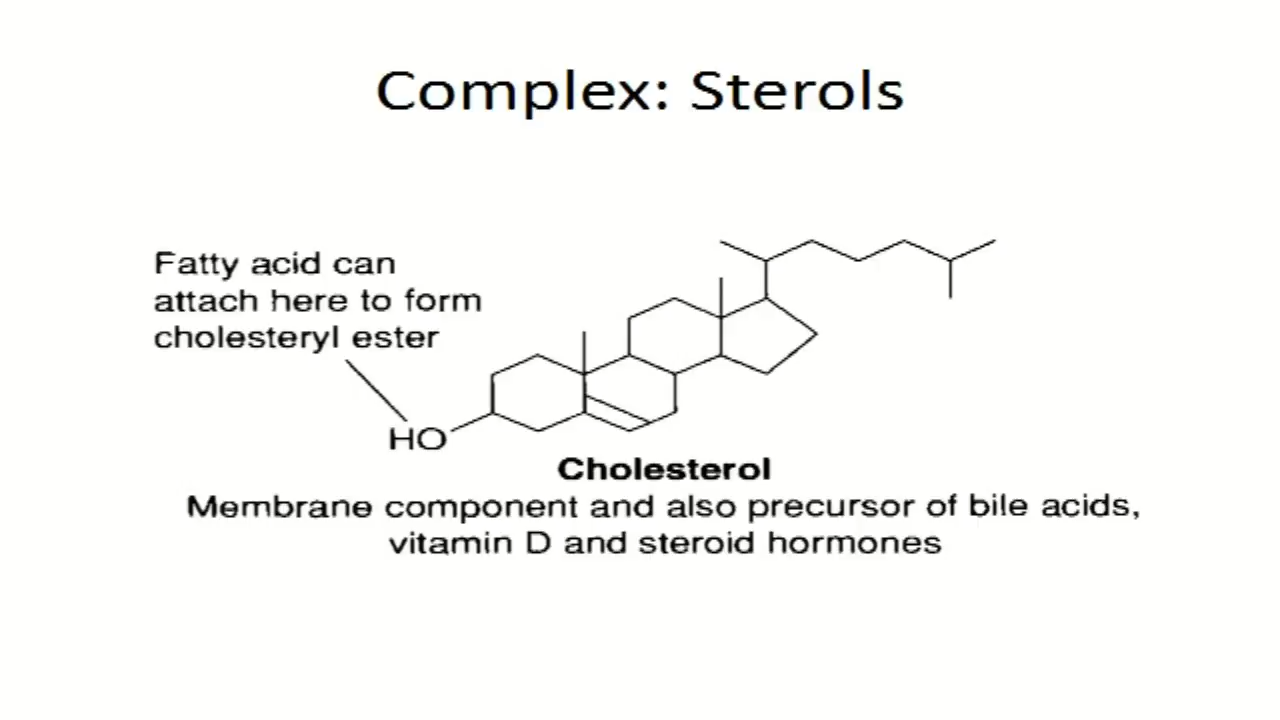 Complex: Sterols
Fatty acid can
attach here to form
cholesteryl ester
HO
Cholesterol
Membrane component and also precursor of bile acids,
vitamin D and steroid hormones